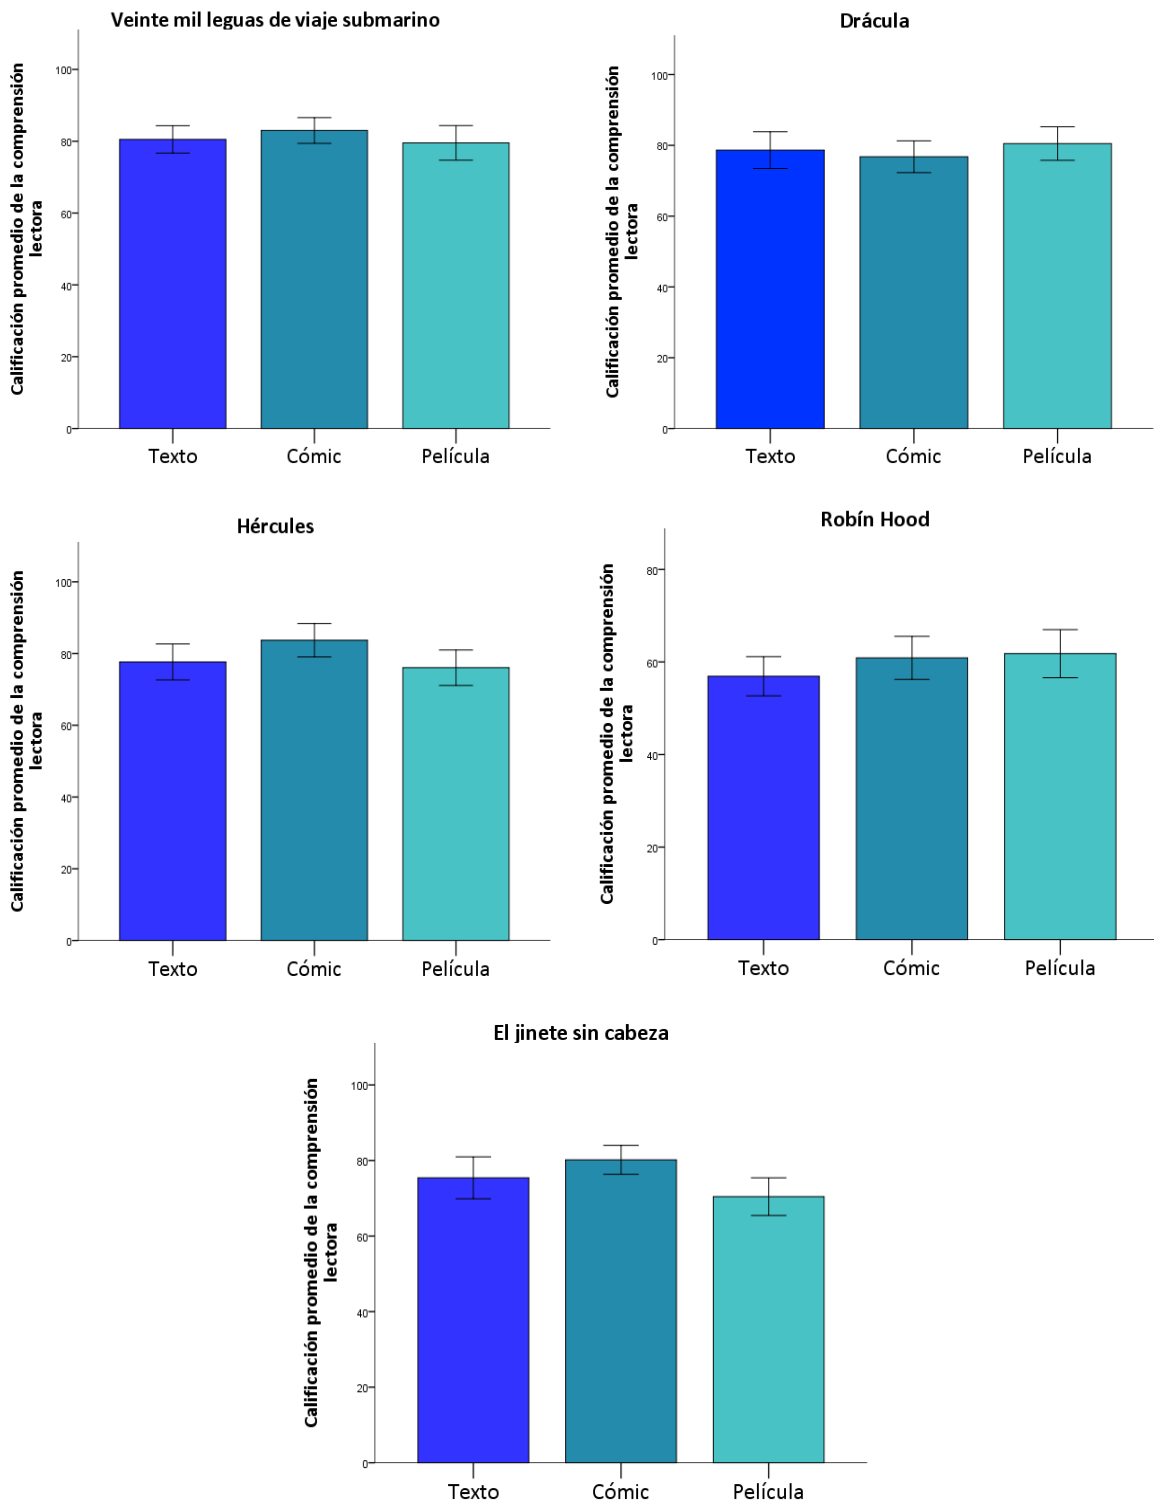 Veinte mil leguas de viaje submarino
Calificación promedio de la comprensión
lectora
100
80
60
40
20
0
Texto Cómic Película
Drácula
Calificación promedio de la comprensión
lectora
100
80
60
40
20
0
Texto Cómic Película
Hércules
Calificación promedio de la comprensión
lectora
100
80
60
40
20
0
Texto Cómic Película
Robín Hood
Calificación promedio de la comprensión
lectora
80
60
40
20
0
Texto Cómic Película
El jinete sin cabeza
Calificación promedio de la comprensión
lectora
100
80
60
40
20
0
Texto Cómic Película